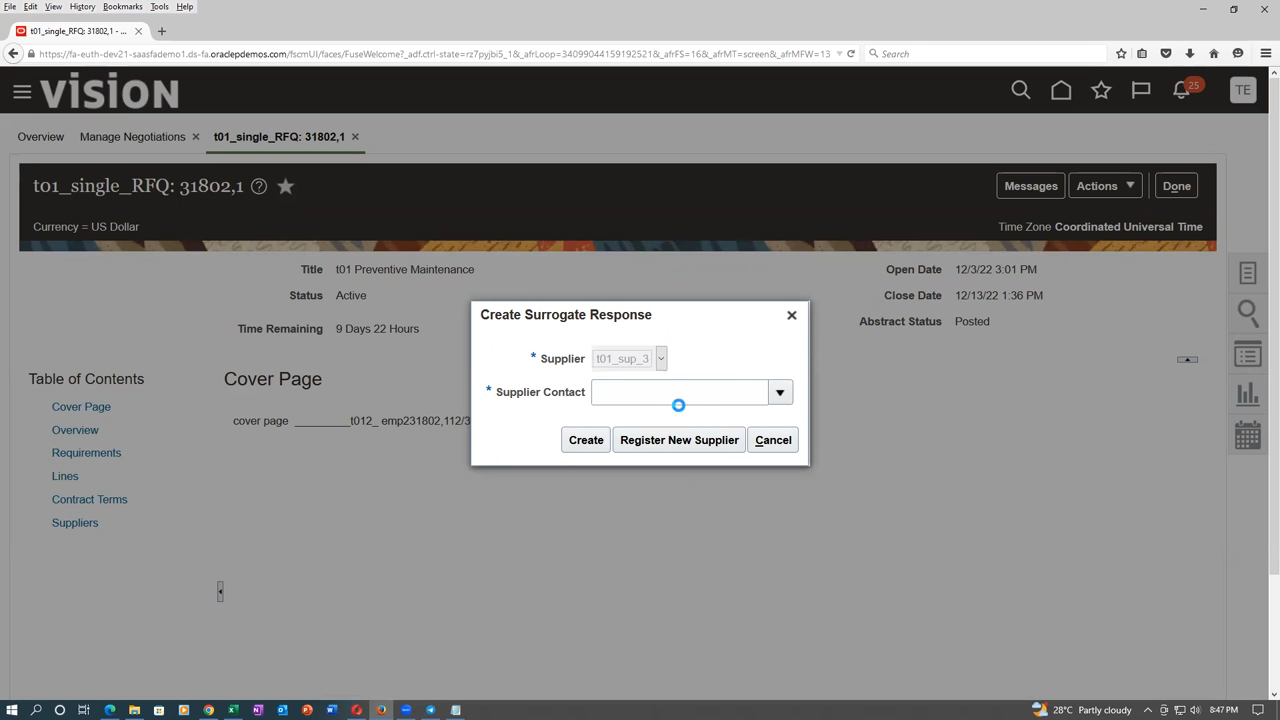 File Edit View History Bookmarks Tools Help
t01_single_RFQ: 31802,1 - ...
https://fa-euth-dev21-saasfademo1.ds-fa.oraclepdemos.com/fscmUI/faces/FuseWelcome?_adf.ctrl-state=rz7pyjbi5_1&_afrLoop=34099044159192521&_afrFS=16&_afrMT=screen&_afrMFW=13
Search
vision
25
TE
Overview Manage Negotiations t01_single_RFQ: 31802,1
t01_single_RFQ: 31802,1 ?
Messages Actions Done
Currency = US Dollar
Time Zone Coordinated Universal Time
Title t01 Preventive Maintenance
Open Date 12/3/22 3:01 PM
Status Active
Close Date 12/13/22 1:36 PM
Time Remaining 9 Days 22 Hours
Abstract Status Posted
Create Surrogate Response
* Supplier t01_sup_3
* Supplier Contact
Create Register New Supplier Cancel
Table of Contents
Cover Page
Overview
Requirements
Lines
Contract Terms
Suppliers
Cover Page
cover page _________t012_ emp231802,112/3
28°C Partly cloudy
8:47 PM